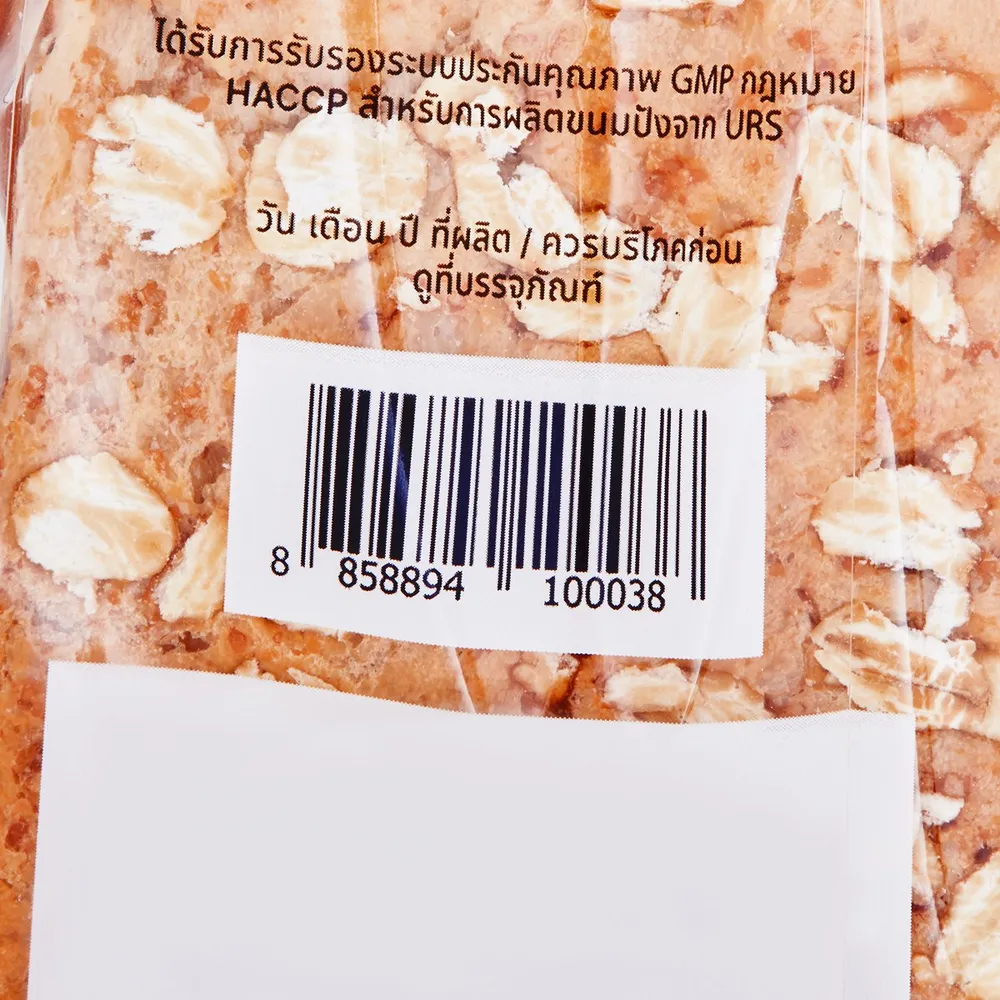 ได้รับการรับรองระบบประกันคุณภาพ GMP กฎหมาย
HACCP สำหรับการผลิตขนมปังจาก URS
วัน เดือน ปี ที่ผลิต / ควรบริโภคก่อน
ดูที่บรรจุภัณฑ์
8 858894 100038